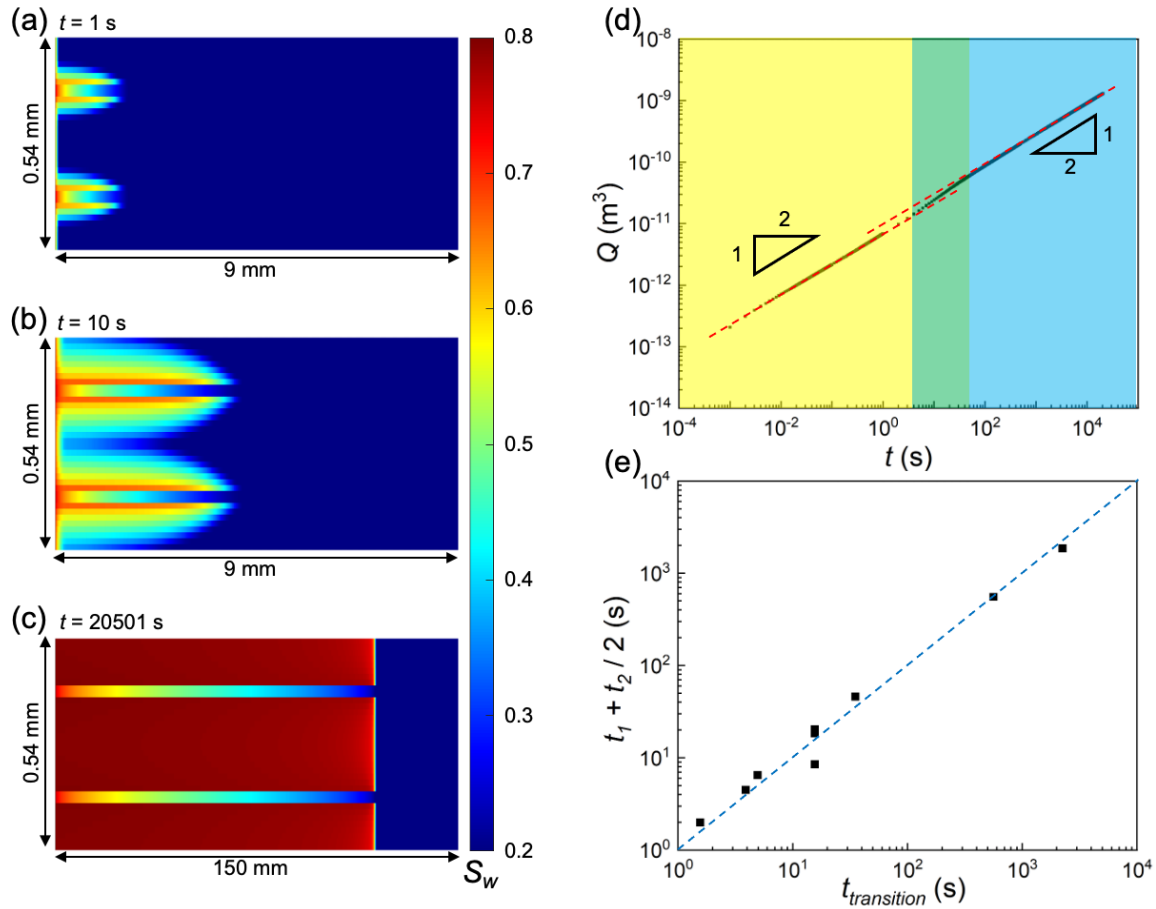 (a) t = 1 s
0.54 mm
9 mm
(b) t = 10 s
0.54 mm
9 mm
(c) t = 20501 s
0.54 mm
150 mm
0.8
0.7
0.6
0.5
0.4
0.3
0.2
S_w
(d)
Q (m³)
10⁻⁸
10⁻⁹
10⁻¹⁰
10⁻¹¹
10⁻¹²
10⁻¹³
10⁻¹⁴
2
1
1
2
10⁻⁴
10⁻²
10⁰
10²
10⁴
t (s)
(e)
t₁ + t₂ / 2 (s)
10⁴
10³
10²
10¹
10⁰
10⁰
10¹
10²
10³
10⁴
t_transition (s)